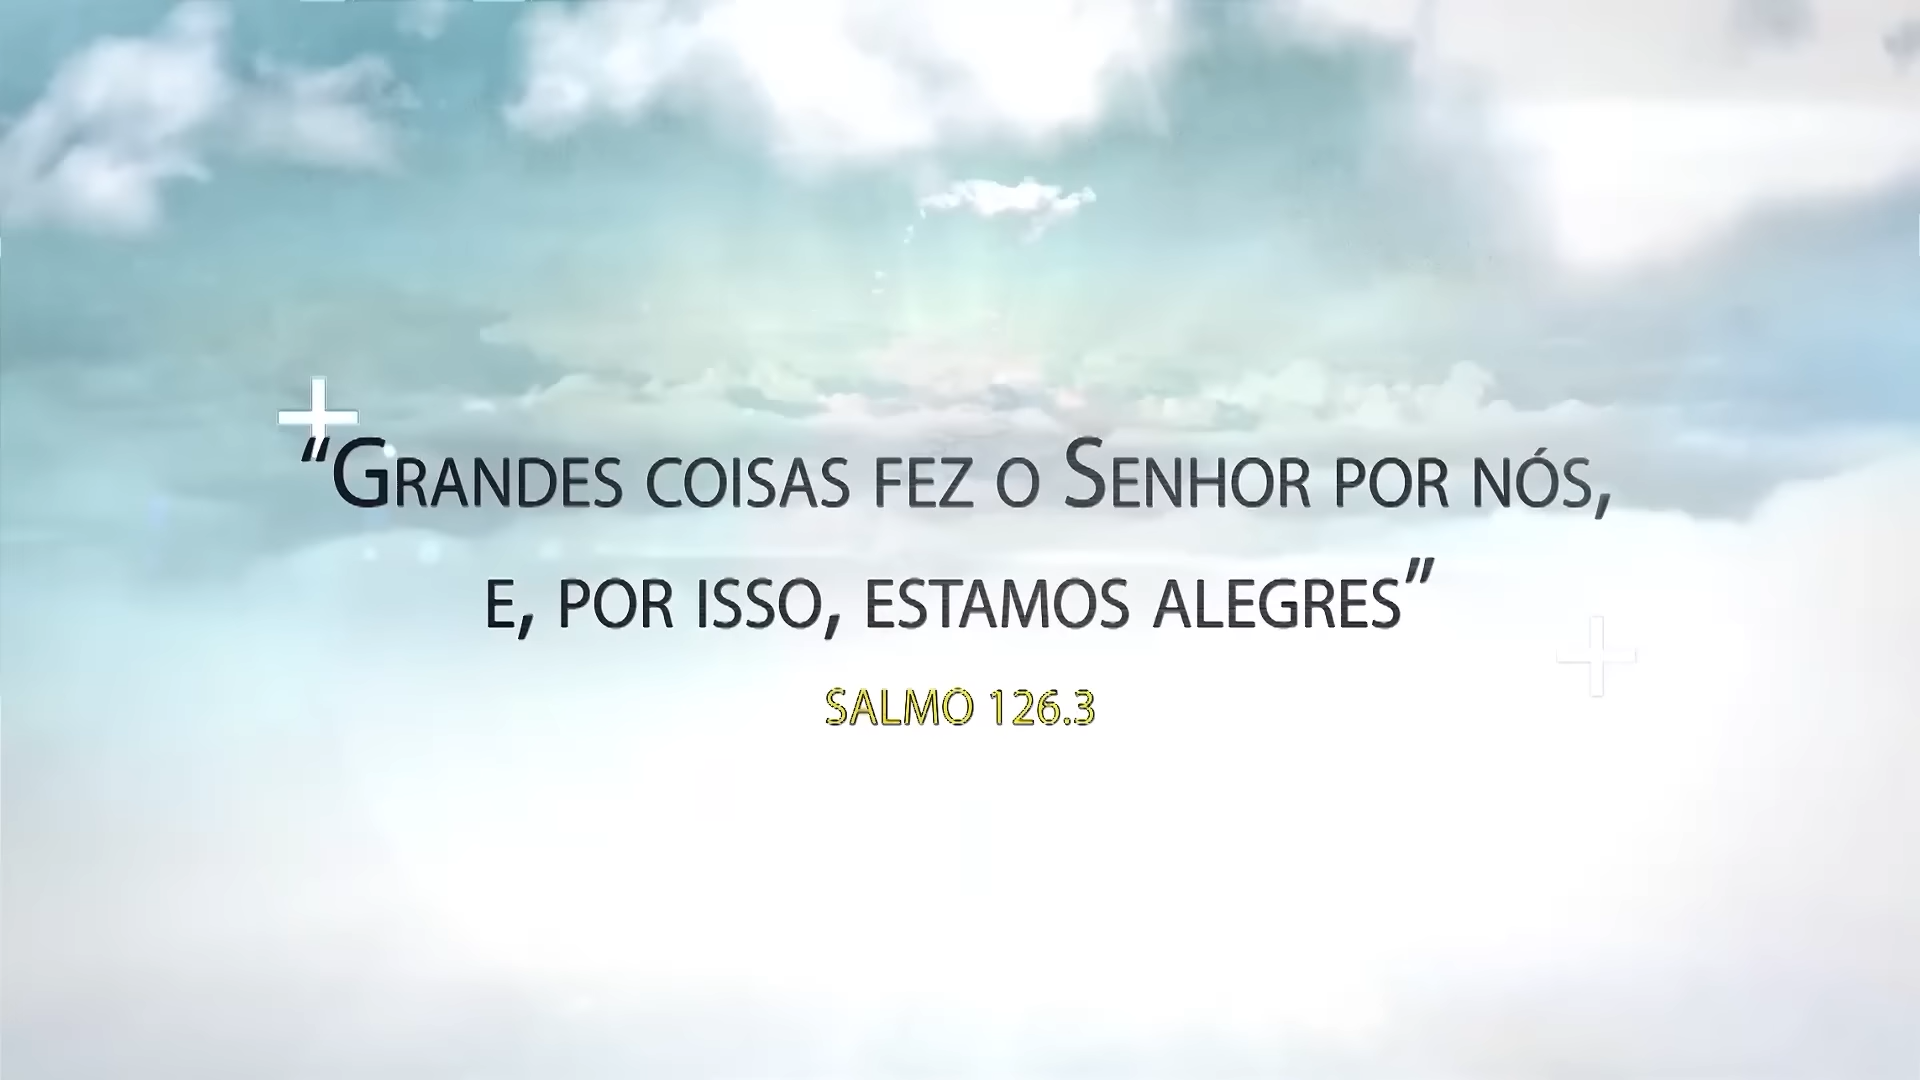 “Grandes coisas fez o Senhor por nós,
e, por isso, estamos alegres”
SALMO 126.3